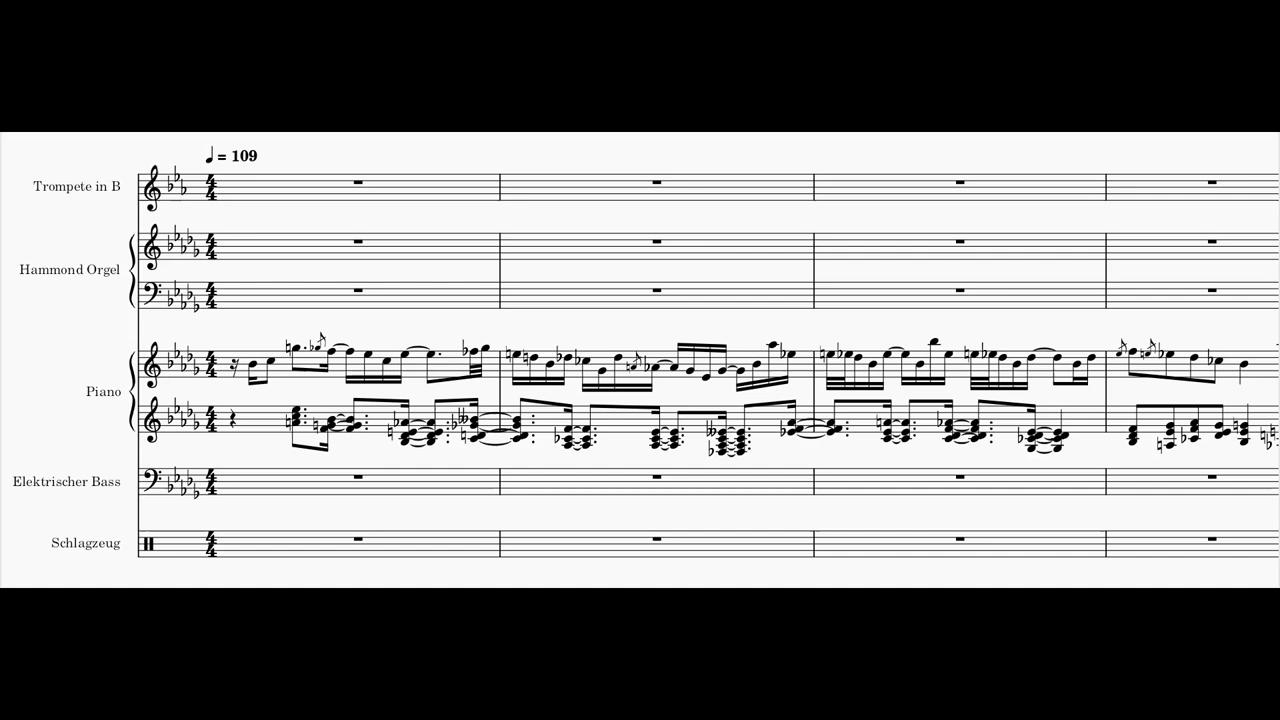 ♩ = 109
Trompete in B
Hammond Orgel
Piano
Elektrischer Bass
Schlagzeug